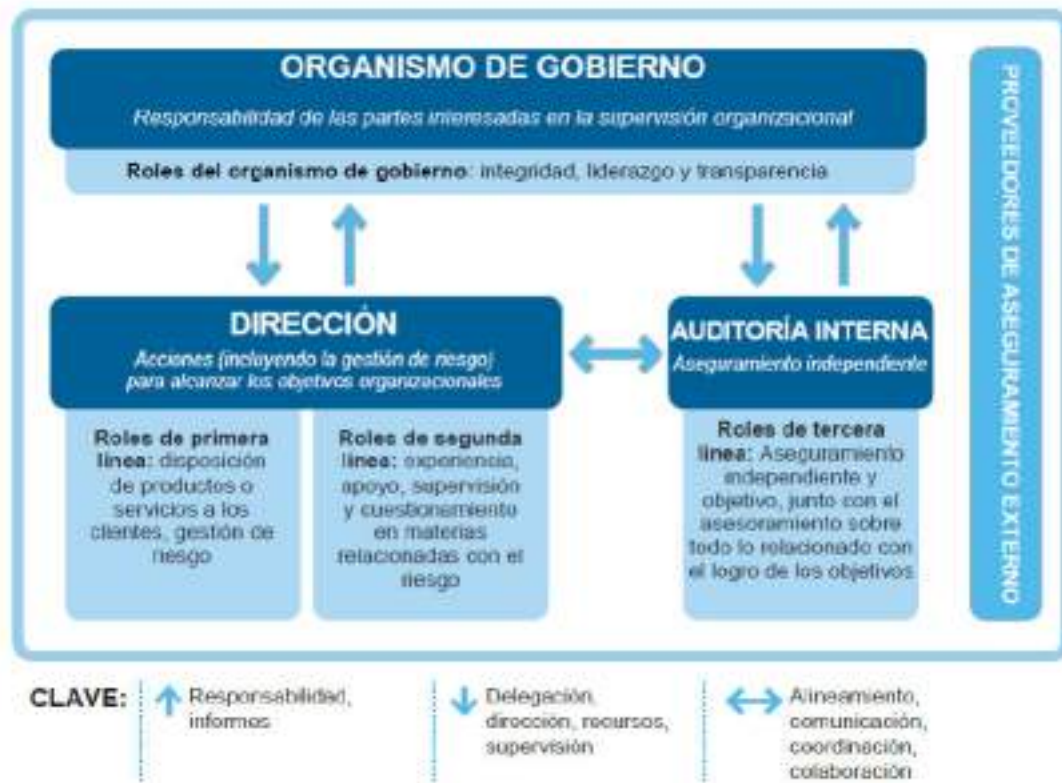 ORGANISMO DE GOBIERNO
Responsabilidad de las partes interesadas en la supervisión organizacional
Roles del organismo de gobierno: integridad, liderazgo y transparencia
DIRECCIÓN
Acciones (incluyendo la gestión de riesgo)
para alcanzar los objetivos organizacionales
Roles de primera
línea: disposición
de productos o
servicios a los
clientes, gestión de
riesgo
Roles de segunda
línea: experiencia,
apoyo, supervisión
y cuestionamiento
en materias
relacionadas con el
riesgo
AUDITORÍA INTERNA
Aseguramiento independiente
Roles de tercera
línea: Aseguramiento
independiente y
objetivo, junto con el
asesoramiento sobre
todo lo relacionado con
el logro de los objetivos
PROVEEDORES DE ASEGURAMIENTO EXTERNO
CLAVE:
Responsabilidad,
informes
Delegación,
dirección, recursos,
supervisión
Alineamiento,
comunicación,
coordinación,
colaboración